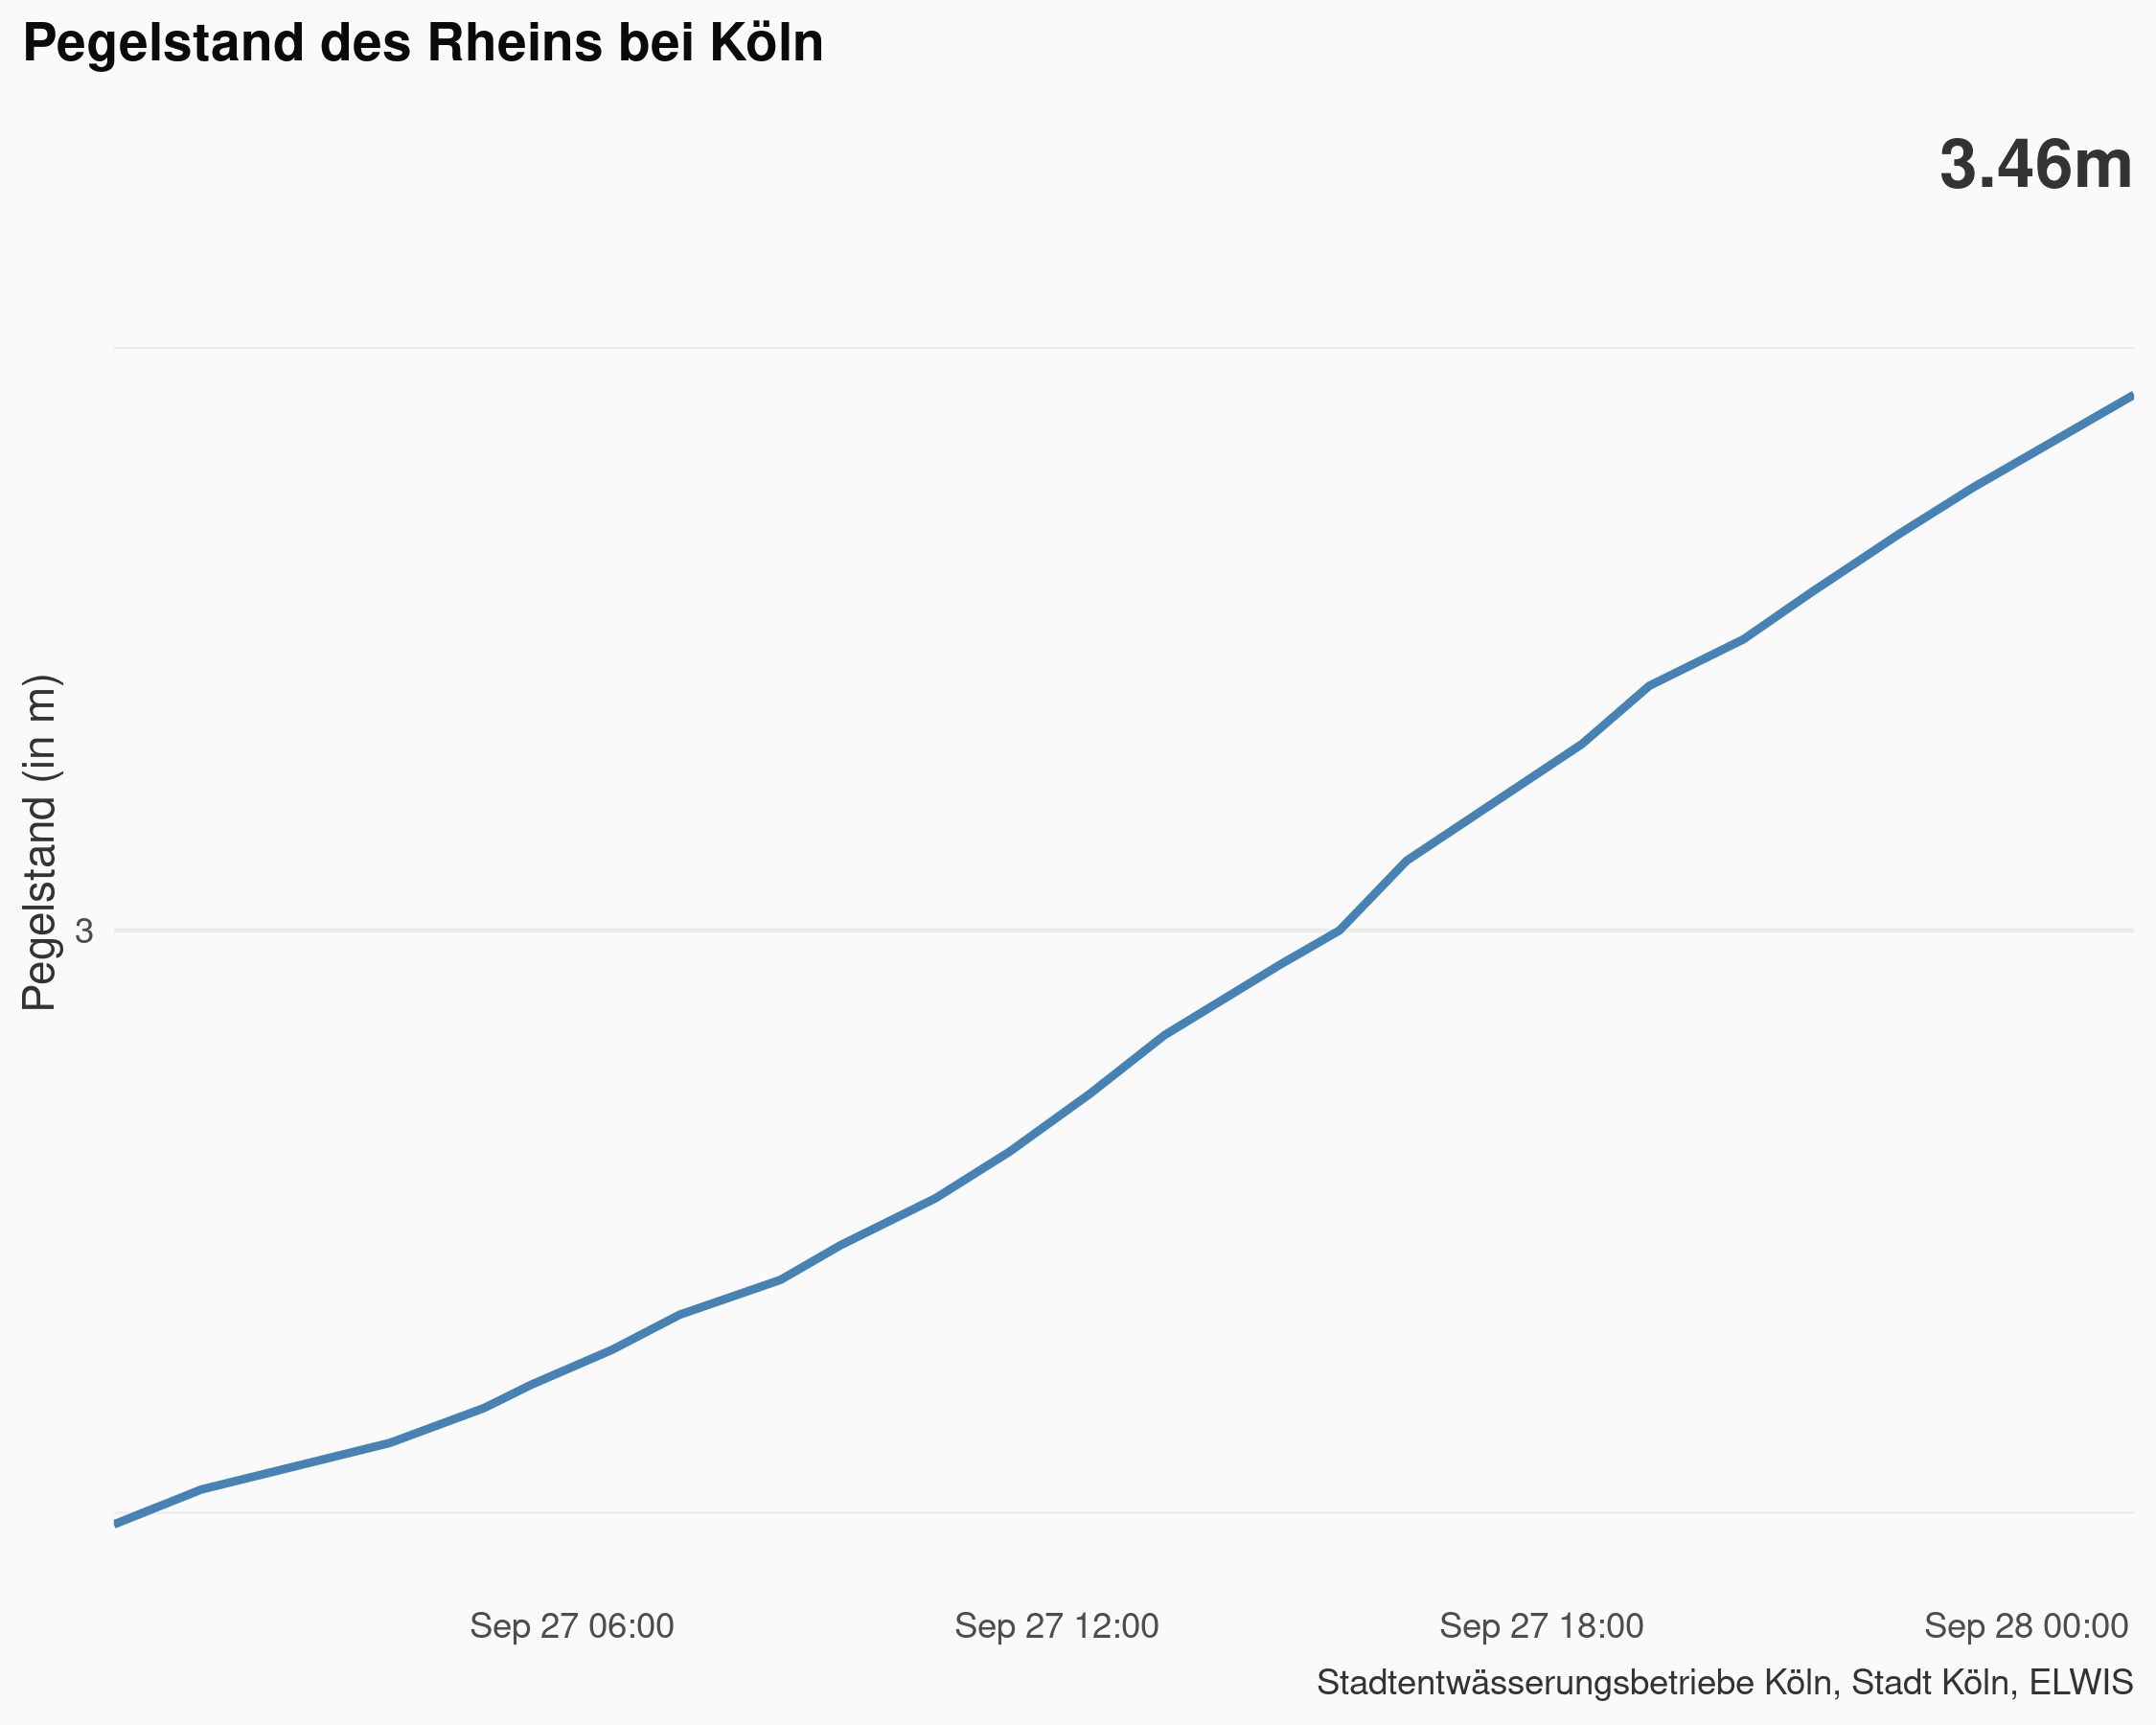 Pegelstand des Rheins bei Köln
3.46m
Pegelstand (in m)
3
Sep 27 06:00
Sep 27 12:00
Sep 27 18:00
Sep 28 00:00
Stadtentwässerungsbetriebe Köln, Stadt Köln, ELWIS